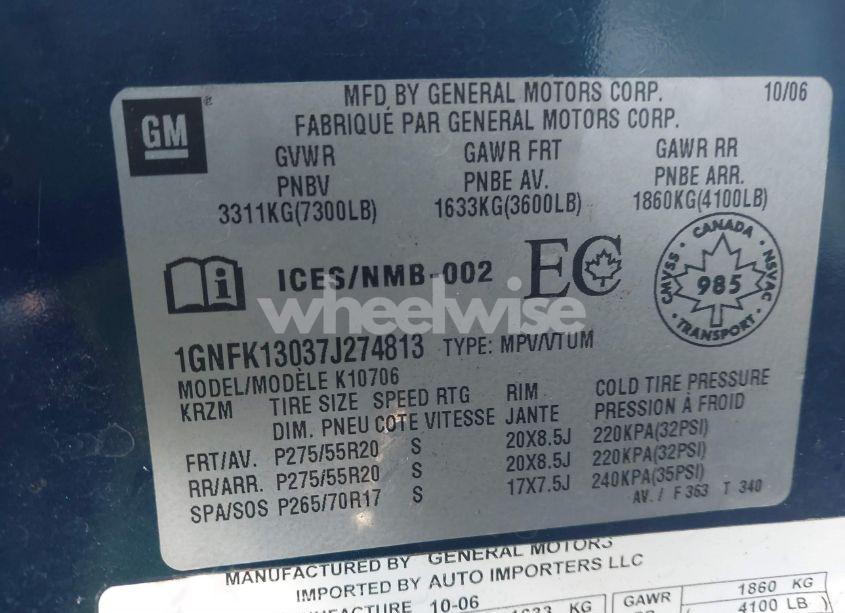 GM
MFD BY GENERAL MOTORS CORP. 10/06
FABRIQUÉ PAR GENERAL MOTORS CORP.
GVWR GAWR FRT GAWR RR
PNBV PNBE AV. PNBE ARR.
3311KG(7300LB) 1633KG(3600LB) 1860KG(4100LB)
i ICES/NMB-002 EC
CANADA
CMVSS 985 NSVAC
TRANSPORT
wheelwise
1GNFK13037J274813 TYPE: MPV/VTUM
MODEL/MODÈLE K10706
KRZM TIRE SIZE SPEED RTG RIM COLD TIRE PRESSURE
DIM. PNEU COTE VITESSE JANTE PRESSION À FROID
FRT/AV. P275/55R20 S 20X8.5J 220KPA(32PSI)
RR/ARR. P275/55R20 S 20X8.5J 220KPA(32PSI)
SPA/SOS P265/70R17 S 17X7.5J 240KPA(35PSI)
AV./ F 363 T 340
MANUFACTURED BY GENERAL MOTORS
IMPORTED BY AUTO IMPORTERS LLC
10-06 KG GAWR 1860 KG
4100 LB